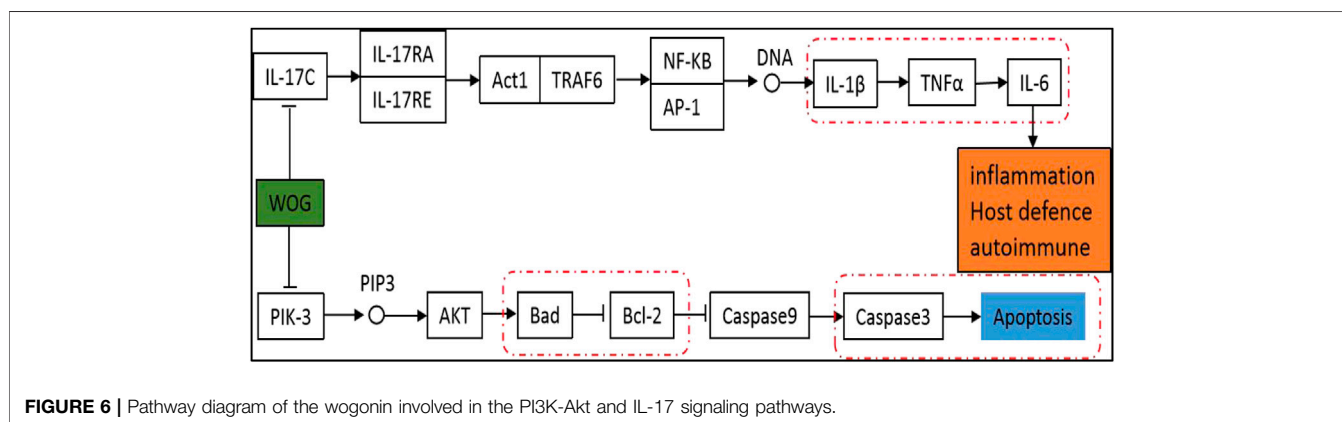 IL-17C
IL-17RA
IL-17RE
Act1
TRAF6
NF-KB
AP-1
DNA
IL-1β
TNFα
IL-6
inflammation
Host defence
autoimmune
WOG
PIK-3
PIP3
AKT
Bad
Bcl-2
Caspase9
Caspase3
Apoptosis
FIGURE 6 | Pathway diagram of the wogonin involved in the PI3K-Akt and IL-17 signaling pathways.